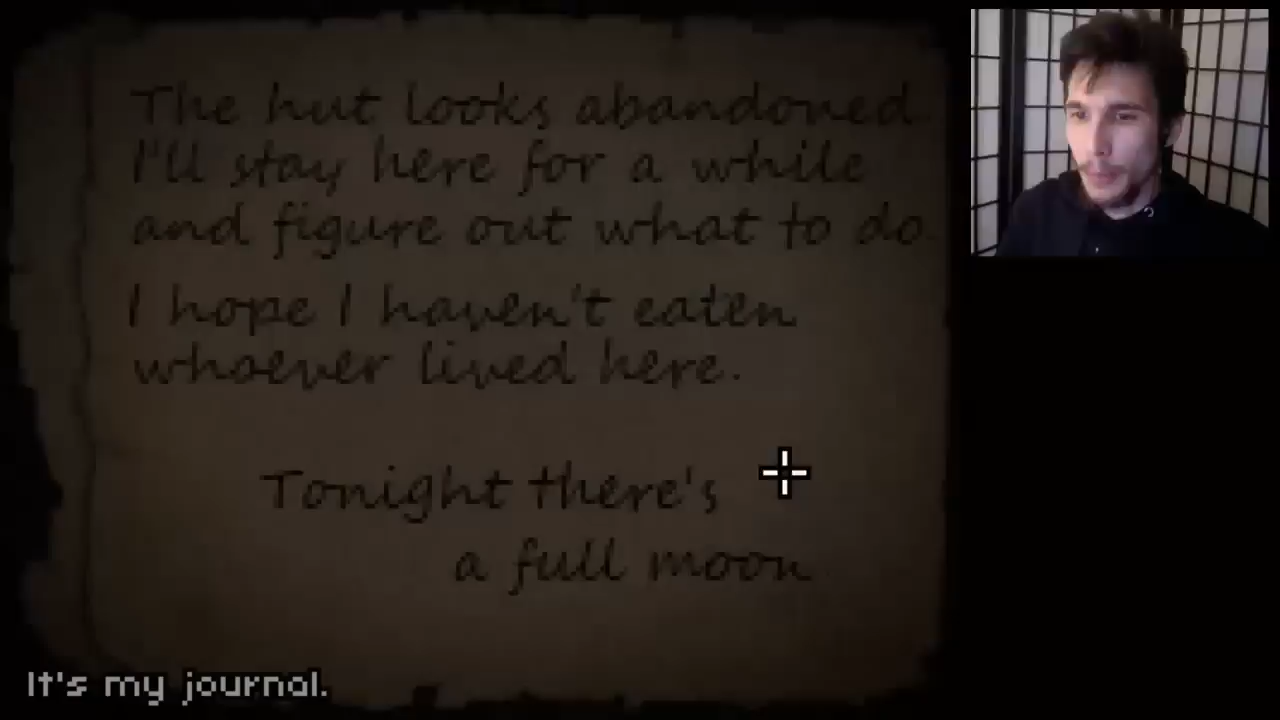 The hut looks abandoned.
I'll stay here for a while
and figure out what to do.
I hope I haven't eaten
whoever lived here.
Tonight there's
a full moon
It's my journal.